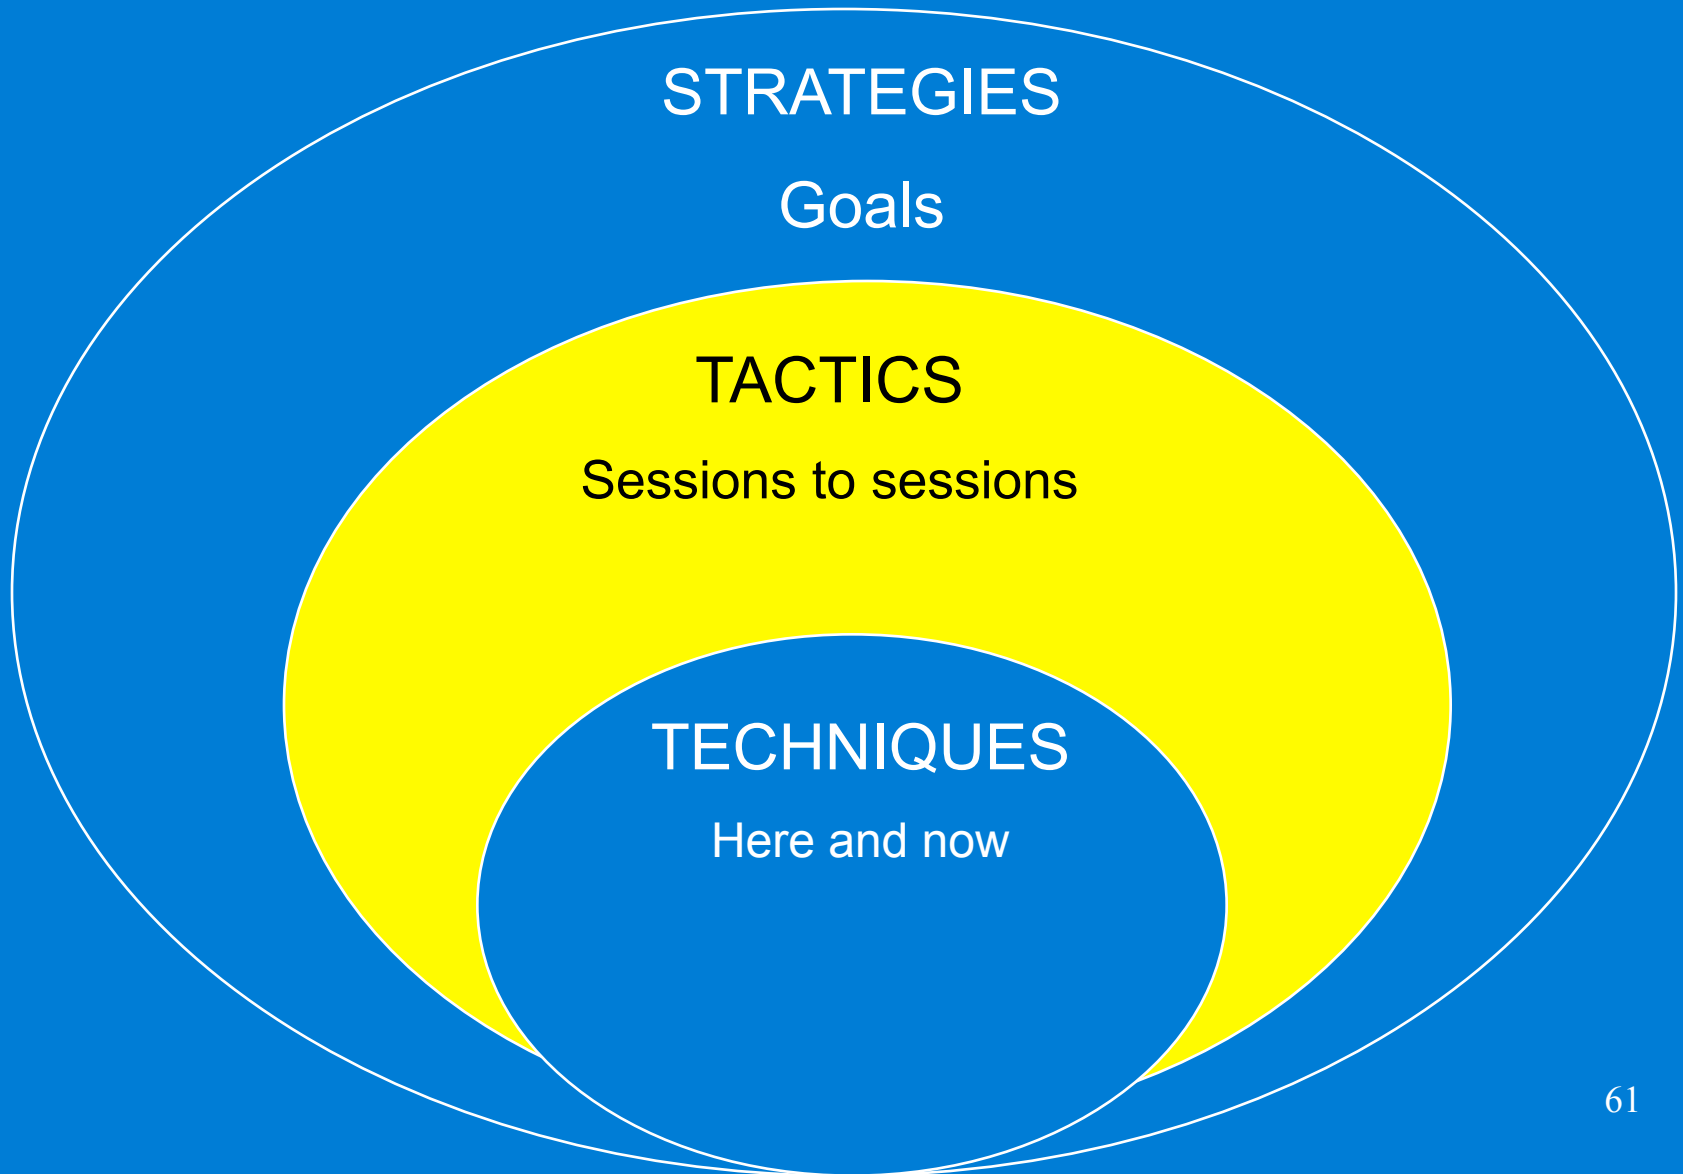 STRATEGIES
Goals
TACTICS
Sessions to sessions
TECHNIQUES
Here and now
61